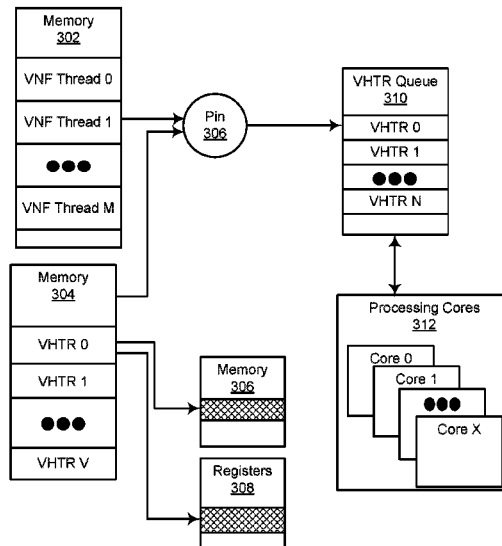 Memory
302
VNF Thread 0
VNF Thread 1
VNF Thread M
Pin
306
VHTR Queue
310
VHTR 0
VHTR 1
VHTR N
Memory
304
VHTR 0
VHTR 1
VHTR V
Memory
306
Registers
308
Processing Cores
312
Core 0
Core 1
Core X